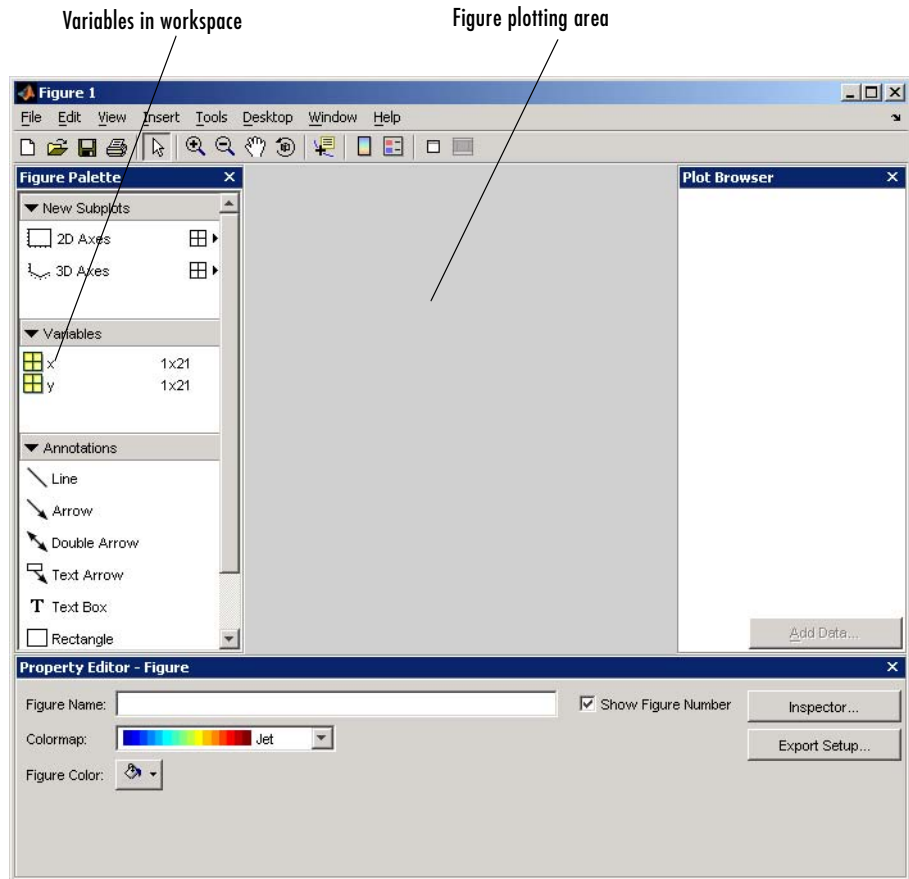 Variables in workspace
Figure plotting area
Figure 1
File Edit View Insert Tools Desktop Window Help
Figure Palette
Plot Browser
New Subplots
2D Axes
3D Axes
Variables
x 1x21
y 1x21
Annotations
Line
Arrow
Double Arrow
Text Arrow
T Text Box
Rectangle
Add Data...
Property Editor - Figure
Figure Name:
Show Figure Number
Inspector...
Colormap:
Jet
Export Setup...
Figure Color: